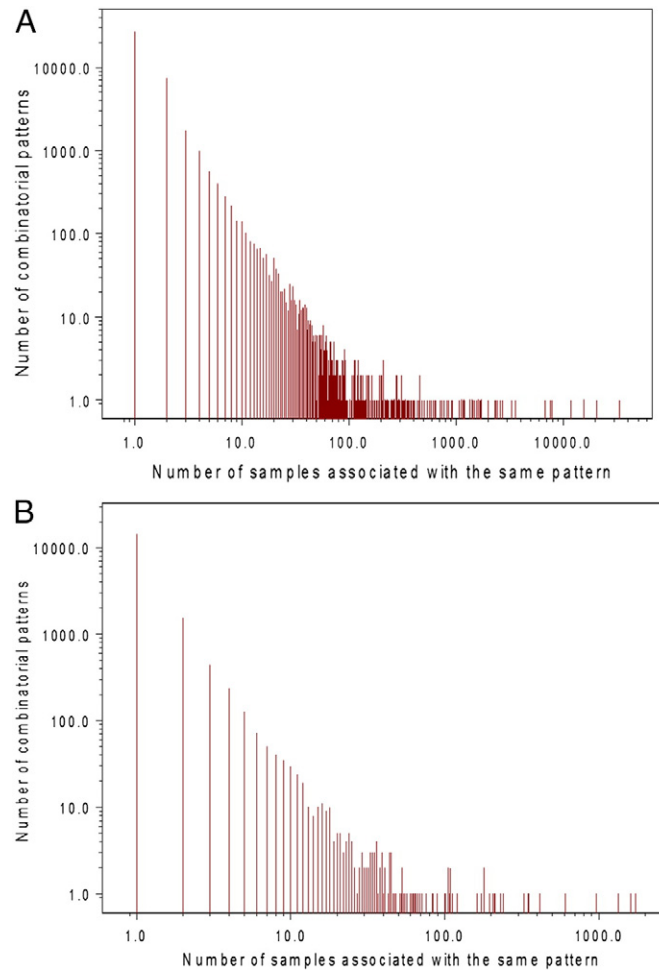 A
Number of combinatorial patterns
10000.0
1000.0
100.0
10.0
1.0
1.0 10.0 100.0 1000.0 10000.0
Number of samples associated with the same pattern
B
Number of combinatorial patterns
10000.0
1000.0
100.0
10.0
1.0
1.0 10.0 100.0 1000.0
Number of samples associated with the same pattern